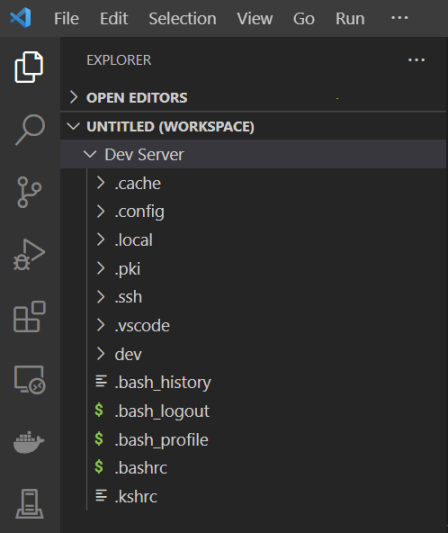 File Edit Selection View Go Run ...
EXPLORER ...
OPEN EDITORS
UNTITLED (WORKSPACE)
Dev Server
.cache
.config
.local
.pki
.ssh
.vscode
dev
.bash_history
$ .bash_logout
$ .bash_profile
$ .bashrc
.kshrc